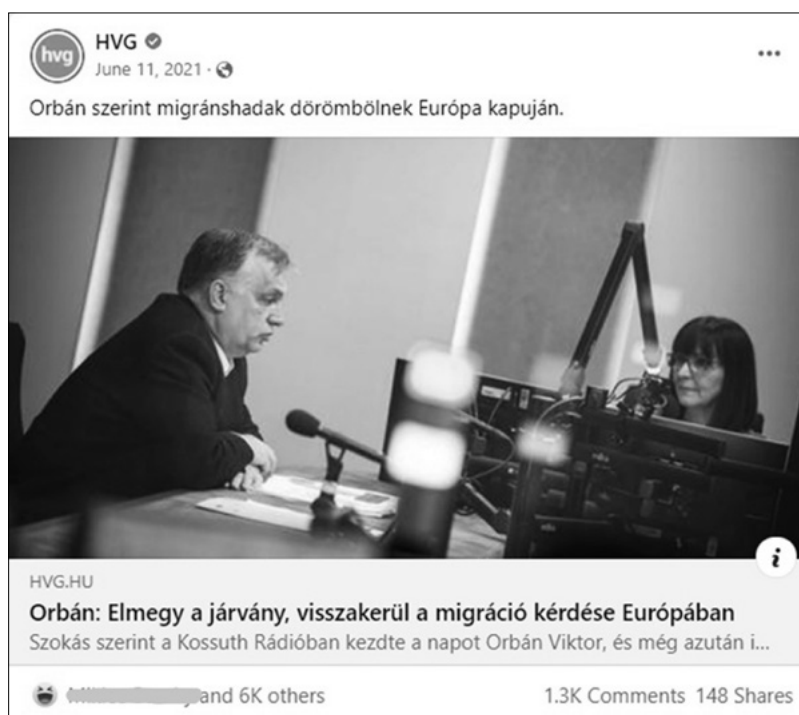 hvg
HVG
June 11, 2021 ·
Orbán szerint migránshadak dörömbölnek Európa kapuján.
i
HVG.HU
Orbán: Elmegy a járvány, visszakerül a migráció kérdése Európában
Szokás szerint a Kossuth Rádióban kezdte a napot Orbán Viktor, és még azután i...
and 6K others
1.3K Comments 148 Shares